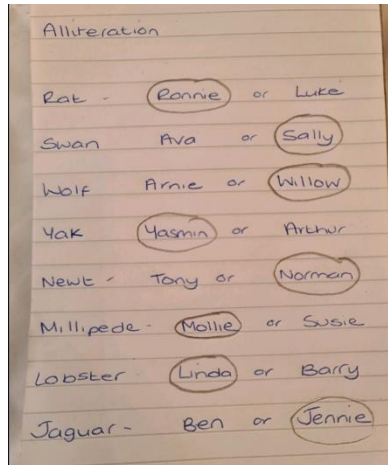 Alliteration
Rat - Ronnie or Luke
Swan Ava or Sally
Wolf Arnie or Willow
Yak Yasmin or Arthur
Newt - Tony or Norman
Millipede - Mollie or Susie
Lobster Linda or Barry
Jaguar - Ben or Jennie